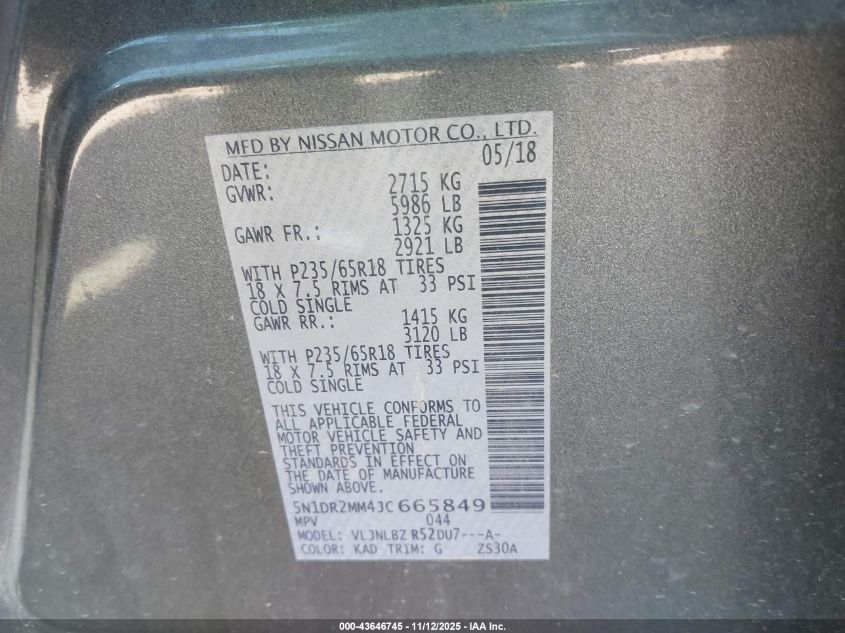 MFD BY NISSAN MOTOR CO., LTD.
DATE: 05/18
GVWR: 2715 KG
5986 LB
GAWR FR.: 1325 KG
2921 LB
WITH P235/65R18 TIRES
18 X 7.5 RIMS AT 33 PSI
COLD SINGLE
GAWR RR.: 1415 KG
3120 LB
WITH P235/65R18 TIRES
18 X 7.5 RIMS AT 33 PSI
COLD SINGLE
THIS VEHICLE CONFORMS TO
ALL APPLICABLE FEDERAL
MOTOR VEHICLE SAFETY AND
THEFT PREVENTION
STANDARDS IN EFFECT ON
THE DATE OF MANUFACTURE
SHOWN ABOVE.
5N1DR2MM4JC665849
MPV 044
MODEL: VLJNLBZ R52DU7---A-
COLOR: KAD TRIM: G ZS30A
000-43646745 - 11/12/2025 - IAA Inc.